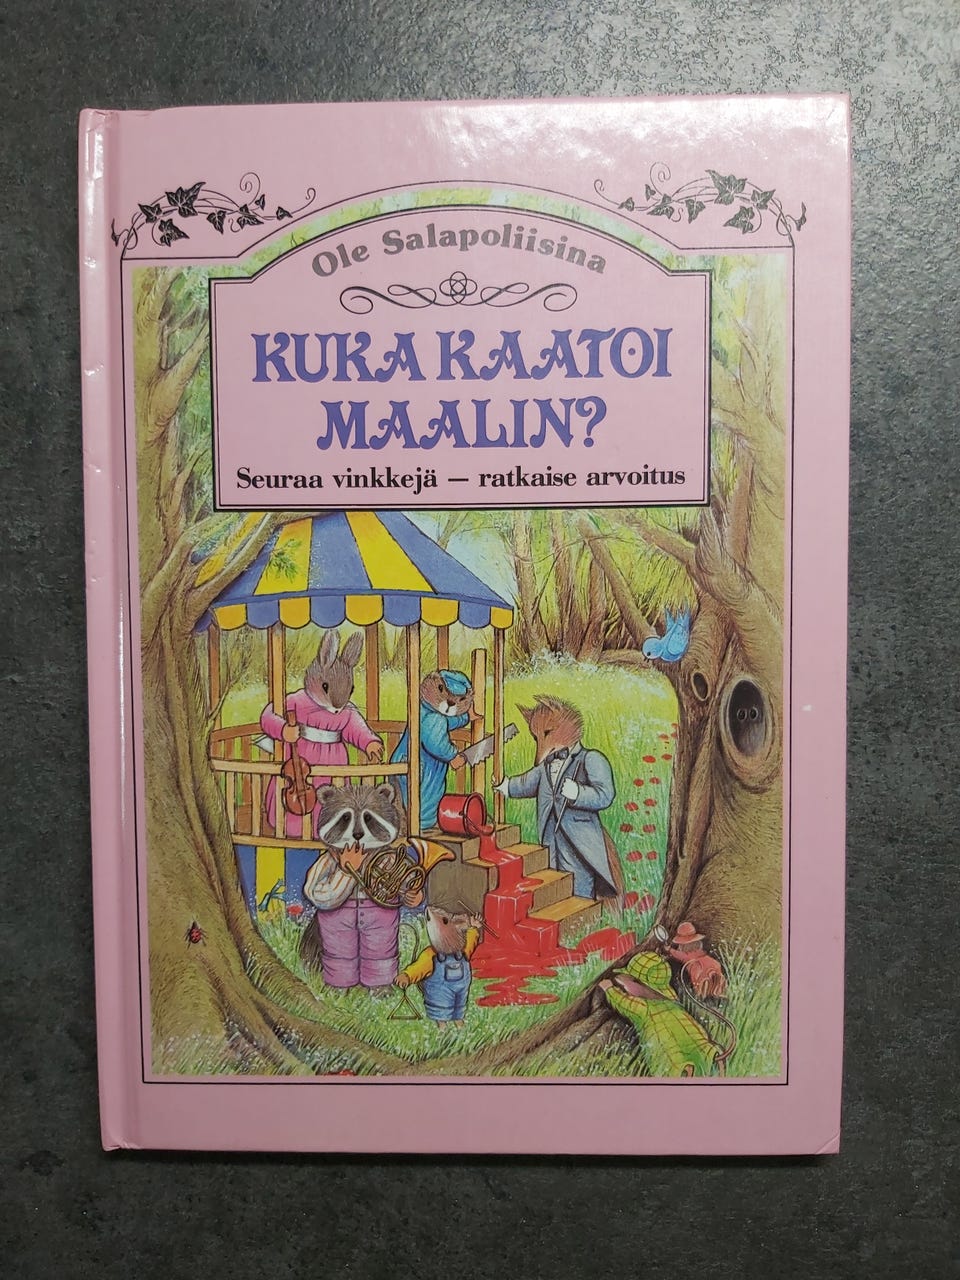 Ole Salapoliisina
KUKA KAATOI
MAALIN?
Seuraa vinkkejä — ratkaise arvoitus